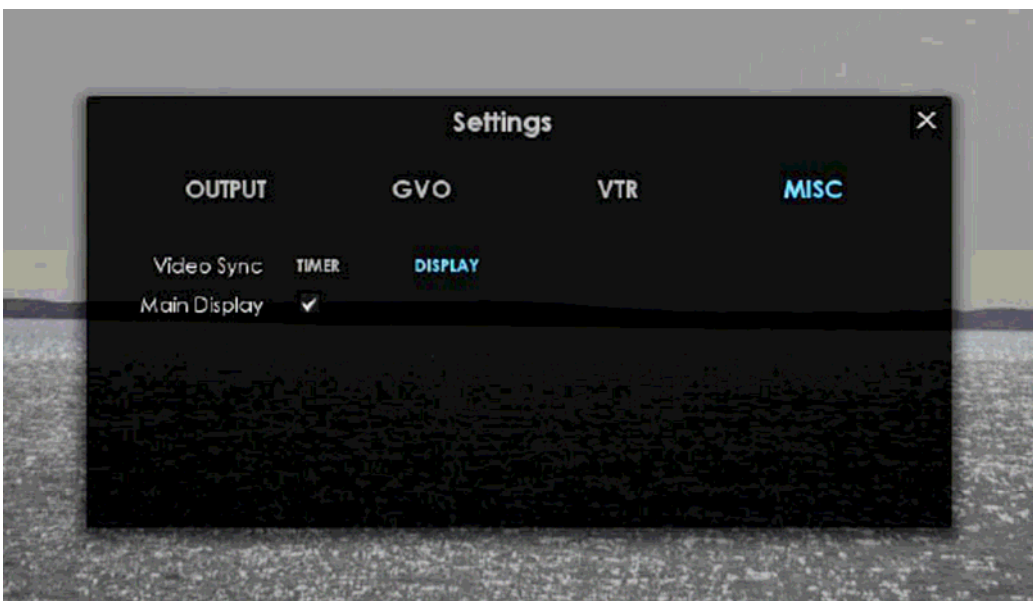 Settings
OUTPUT GVO VTR MISC
Video Sync TIMER DISPLAY
Main Display